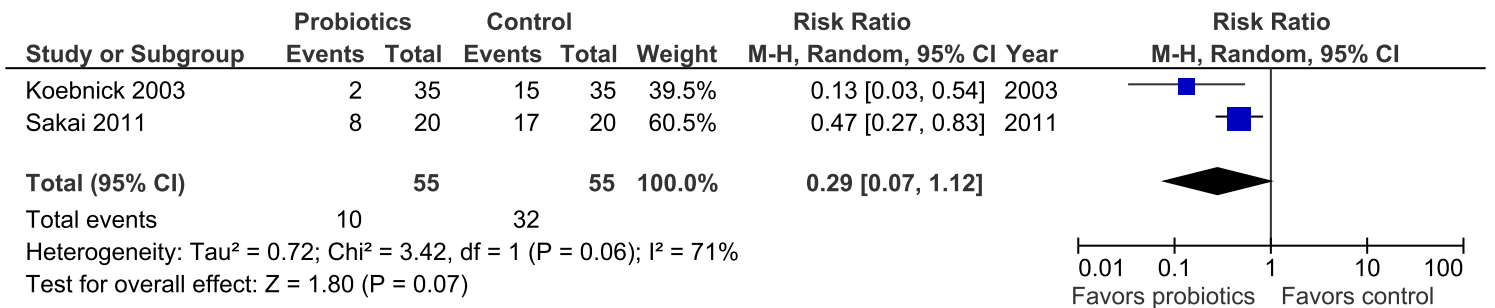 Probiotics Control Risk Ratio Risk Ratio
Study or Subgroup Events Total Events Total Weight M-H, Random, 95% CI Year M-H, Random, 95% CI
Koebnick 2003 2 35 15 35 39.5% 0.13 [0.03, 0.54] 2003
Sakai 2011 8 20 17 20 60.5% 0.47 [0.27, 0.83] 2011
Total (95% CI) 55 55 100.0% 0.29 [0.07, 1.12]
Total events 10 32
Heterogeneity: Tau² = 0.72; Chi² = 3.42, df = 1 (P = 0.06); I² = 71%
Test for overall effect: Z = 1.80 (P = 0.07)
0.01 0.1 1 10 100
Favors probiotics Favors control